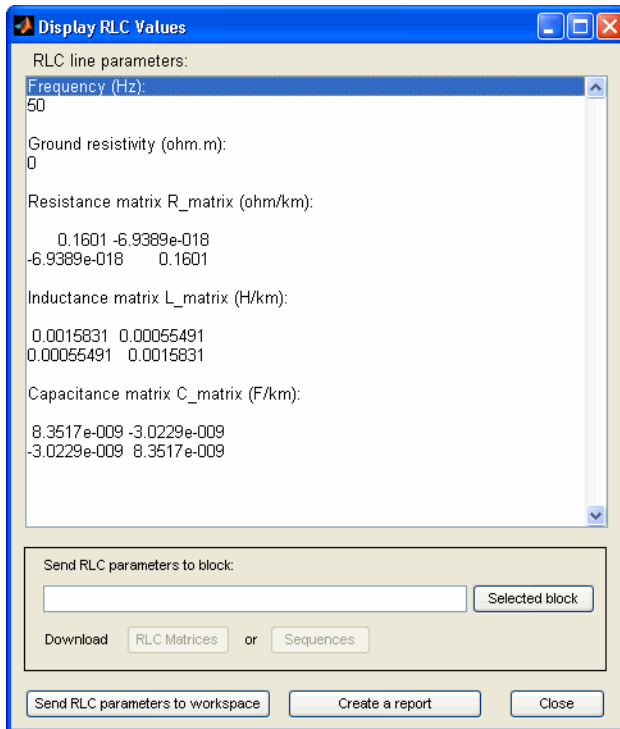 Display RLC Values
RLC line parameters:
Frequency (Hz):
50
Ground resistivity (ohm.m):
0
Resistance matrix R_matrix (ohm/km):
0.1601 -6.9389e-018
-6.9389e-018 0.1601
Inductance matrix L_matrix (H/km):
0.0015831 0.00055491
0.00055491 0.0015831
Capacitance matrix C_matrix (F/km):
8.3517e-009 -3.0229e-009
-3.0229e-009 8.3517e-009
Send RLC parameters to block:
Selected block
Download RLC Matrices or Sequences
Send RLC parameters to workspace Create a report Close